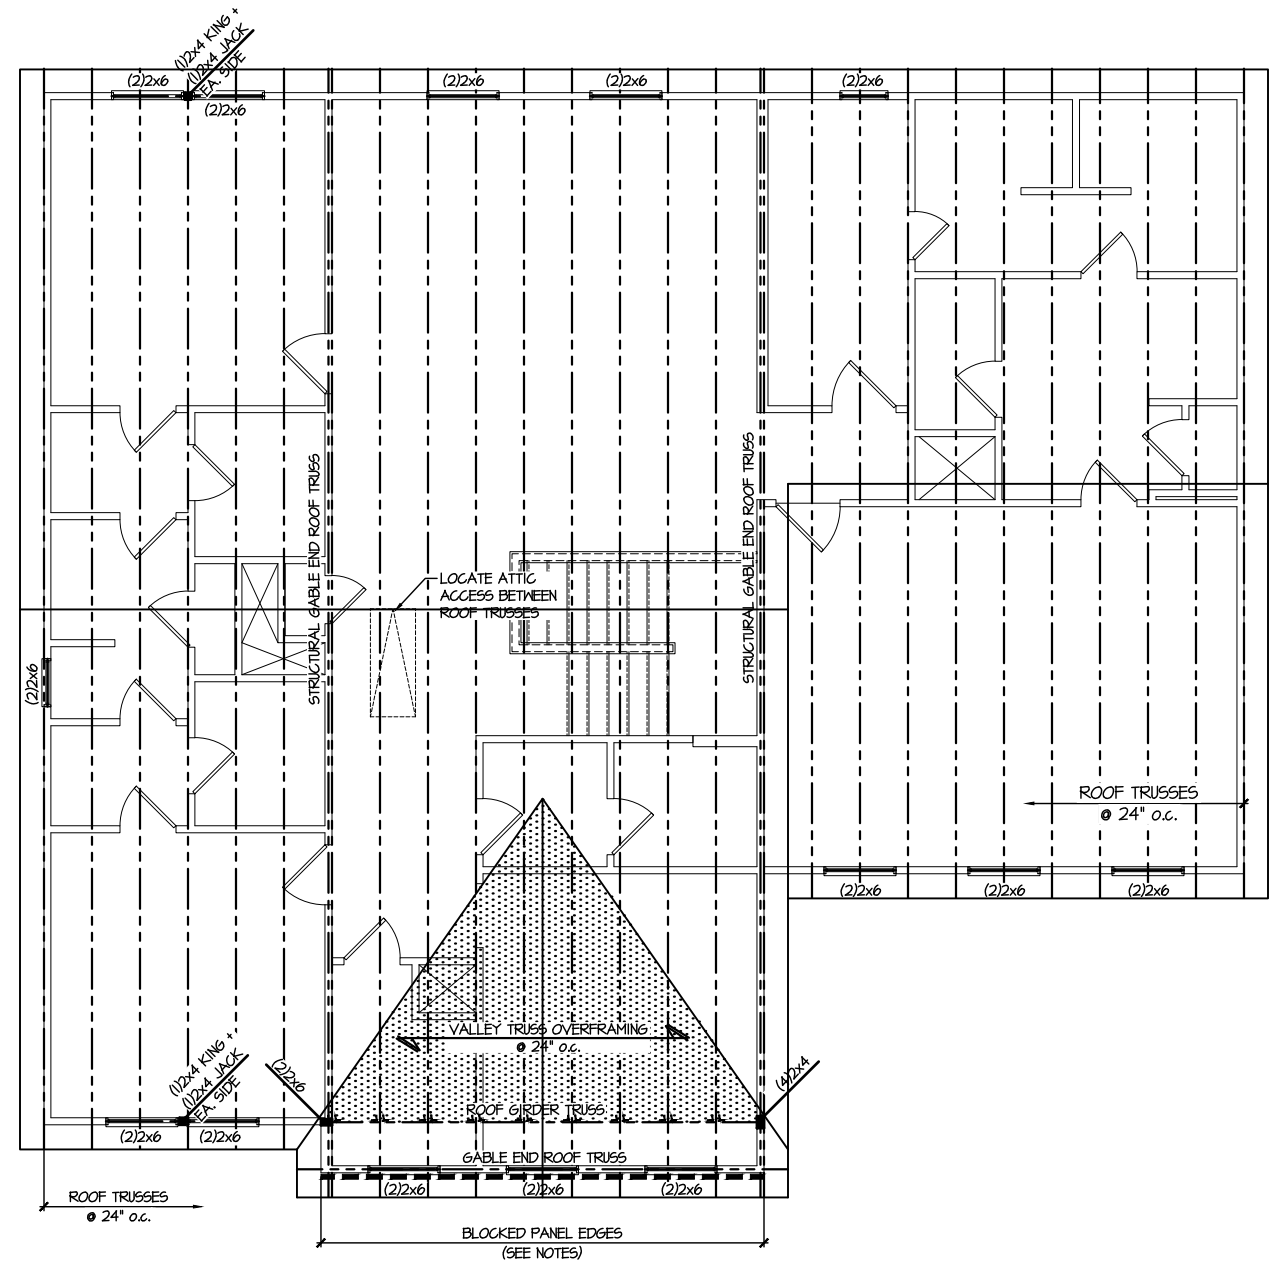 (1)2x4 KING +
(1)2x4 JACK
EA. SIDE
(2)2x6
(2)2x6
(2)2x6
(2)2x6
(2)2x6
STRUCTURAL GABLE END ROOF TRUSS
STRUCTURAL GABLE END ROOF TRUSS
LOCATE ATTIC
ACCESS BETWEEN
ROOF TRUSSES
(2)2x6
ROOF TRUSSES
@ 24" o.c.
(2)2x6
(2)2x6
(2)2x6
VALLEY TRUSS OVERFRAMING
@ 24" o.c.
(1)2x4 KING +
(1)2x4 JACK
EA. SIDE
(2)2x6
(4)2x4
ROOF GIRDER TRUSS
(2)2x6
(2)2x6
GABLE END ROOF TRUSS
(2)2x6
(2)2x6
(2)2x6
ROOF TRUSSES
@ 24" o.c.
BLOCKED PANEL EDGES
(SEE NOTES)